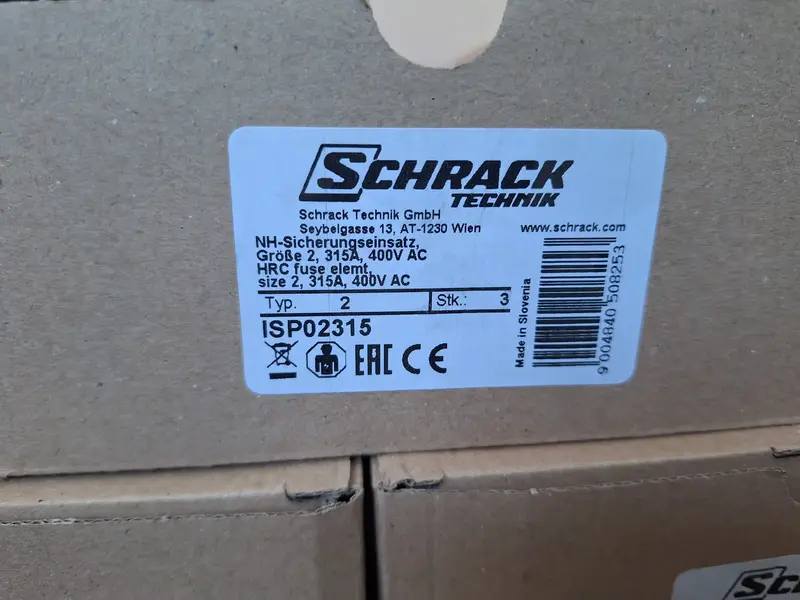 SCHRACK
TECHNIK
Schrack Technik GmbH
Seybelgasse 13, AT-1230 Wien
www.schrack.com
NH-Sicherungseinsatz,
Größe 2, 315A, 400V AC
HRC fuse elemt,
size 2, 315A, 400V AC
Typ. 2 Stk.: 3
ISP02315
EAC CE
Made in Slovenia
9 004840 508253